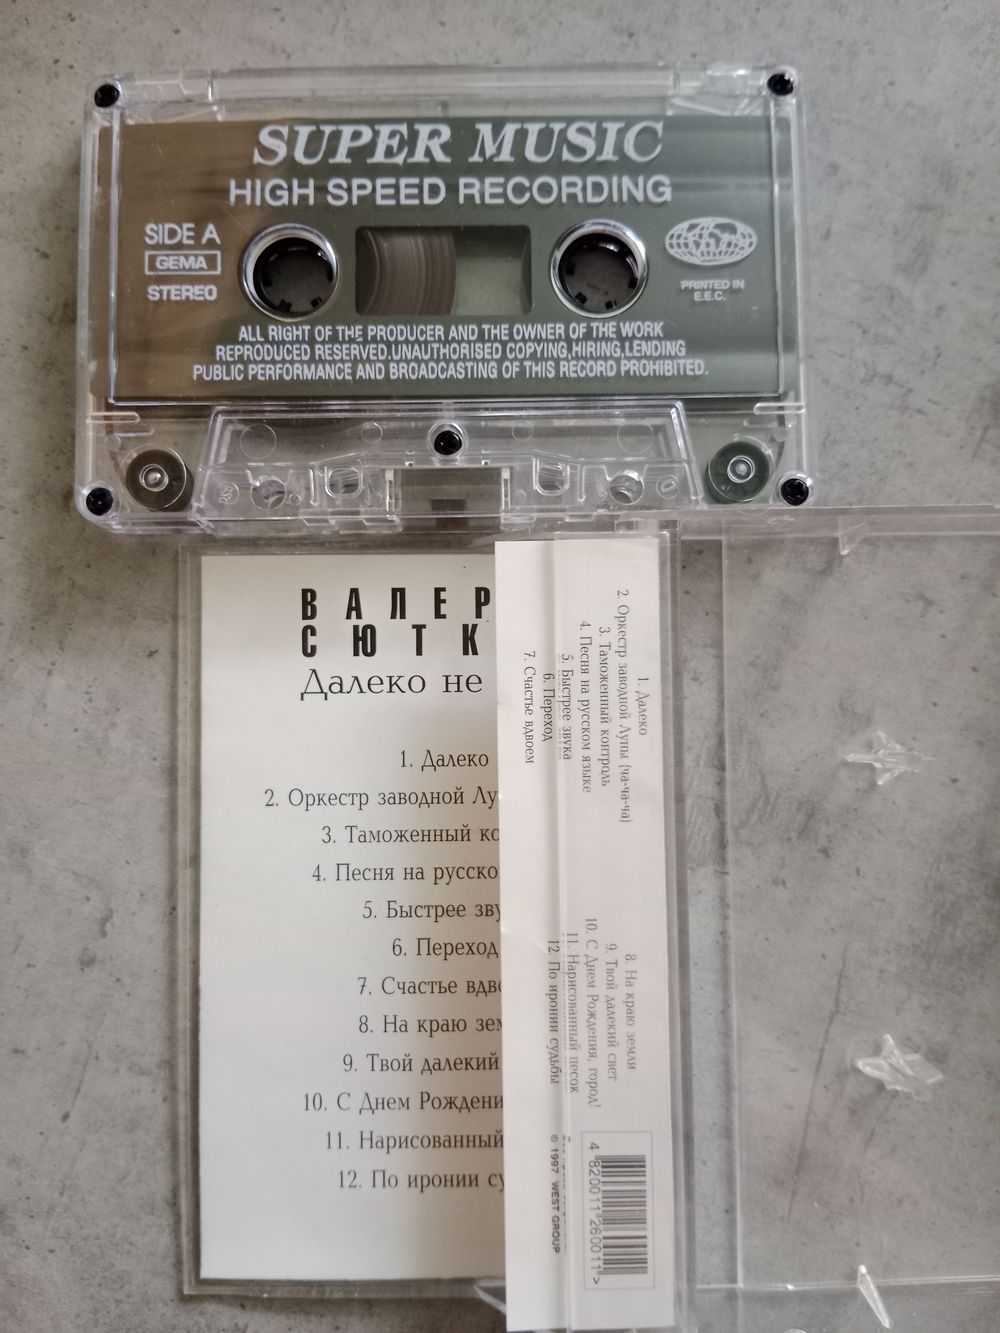 SUPER MUSIC
HIGH SPEED RECORDING
SIDE A
GEMA
STEREO
PRINTED IN
E.E.C.
ALL RIGHT OF THE PRODUCER AND THE OWNER OF THE WORK
REPRODUCED RESERVED.UNAUTHORISED COPYING,HIRING,LENDING
PUBLIC PERFORMANCE AND BROADCASTING OF THIS RECORD PROHIBITED.
ВАЛЕР
СЮТК
Далеко не
1. Далеко
2. Оркестр заводной Лу
3. Таможенный ко
4. Песня на русско
5. Быстрее зву
6. Переход
7. Счастье вдво
8. На краю зем
9. Твой далекий
10. С Днем Рождени
11. Нарисованный
12. По иронии су
1. Далеко
2. Оркестр заводной Луны (ча-ча-ча)
3. Таможенный контроль
4. Песня на русском языке
5. Быстрее звука
6. Переход
7. Счастье вдвоем
8. На краю земли
9. Твой далекий свет
10. С Днем Рождения, город!
11. Нарисованный песок
12. По иронии судьбы
© 1997 WEST GROUP
4 820011 260011 >